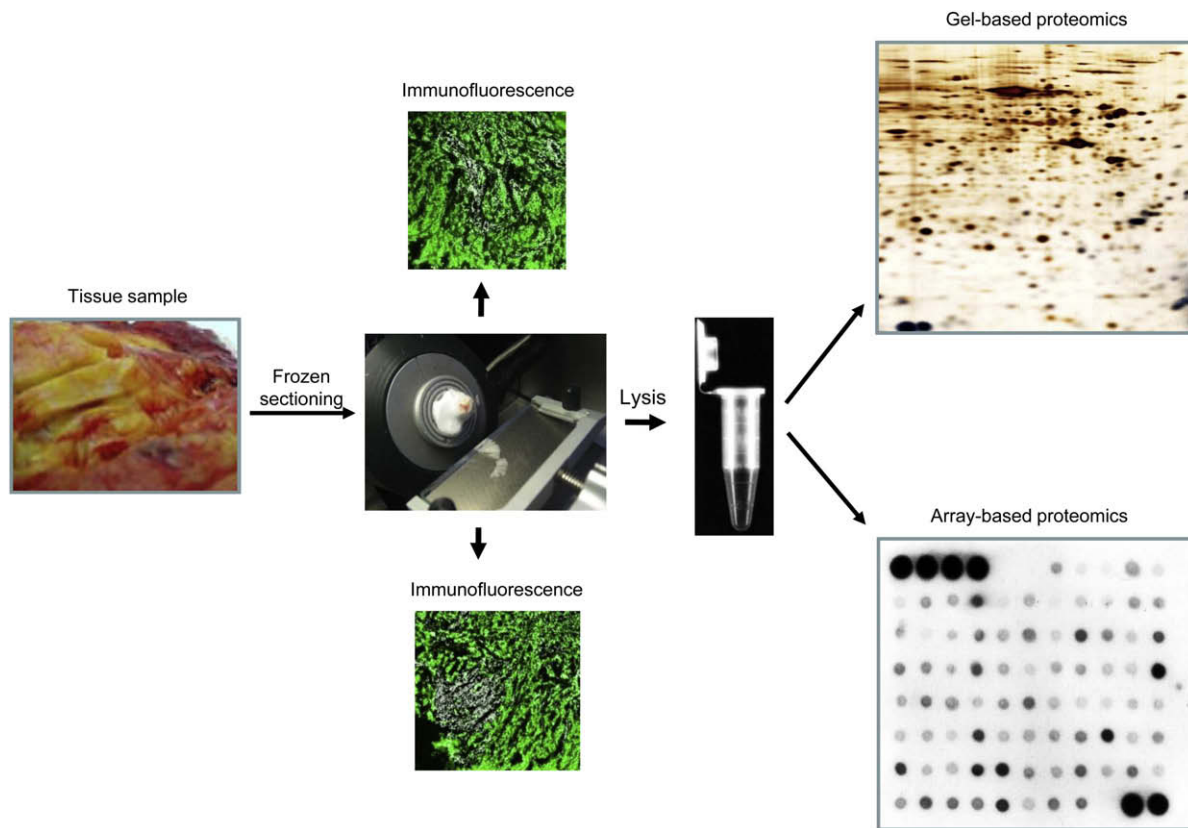 Gel-based proteomics
Immunofluorescence
Tissue sample
Frozen
sectioning
Lysis
Array-based proteomics
Immunofluorescence